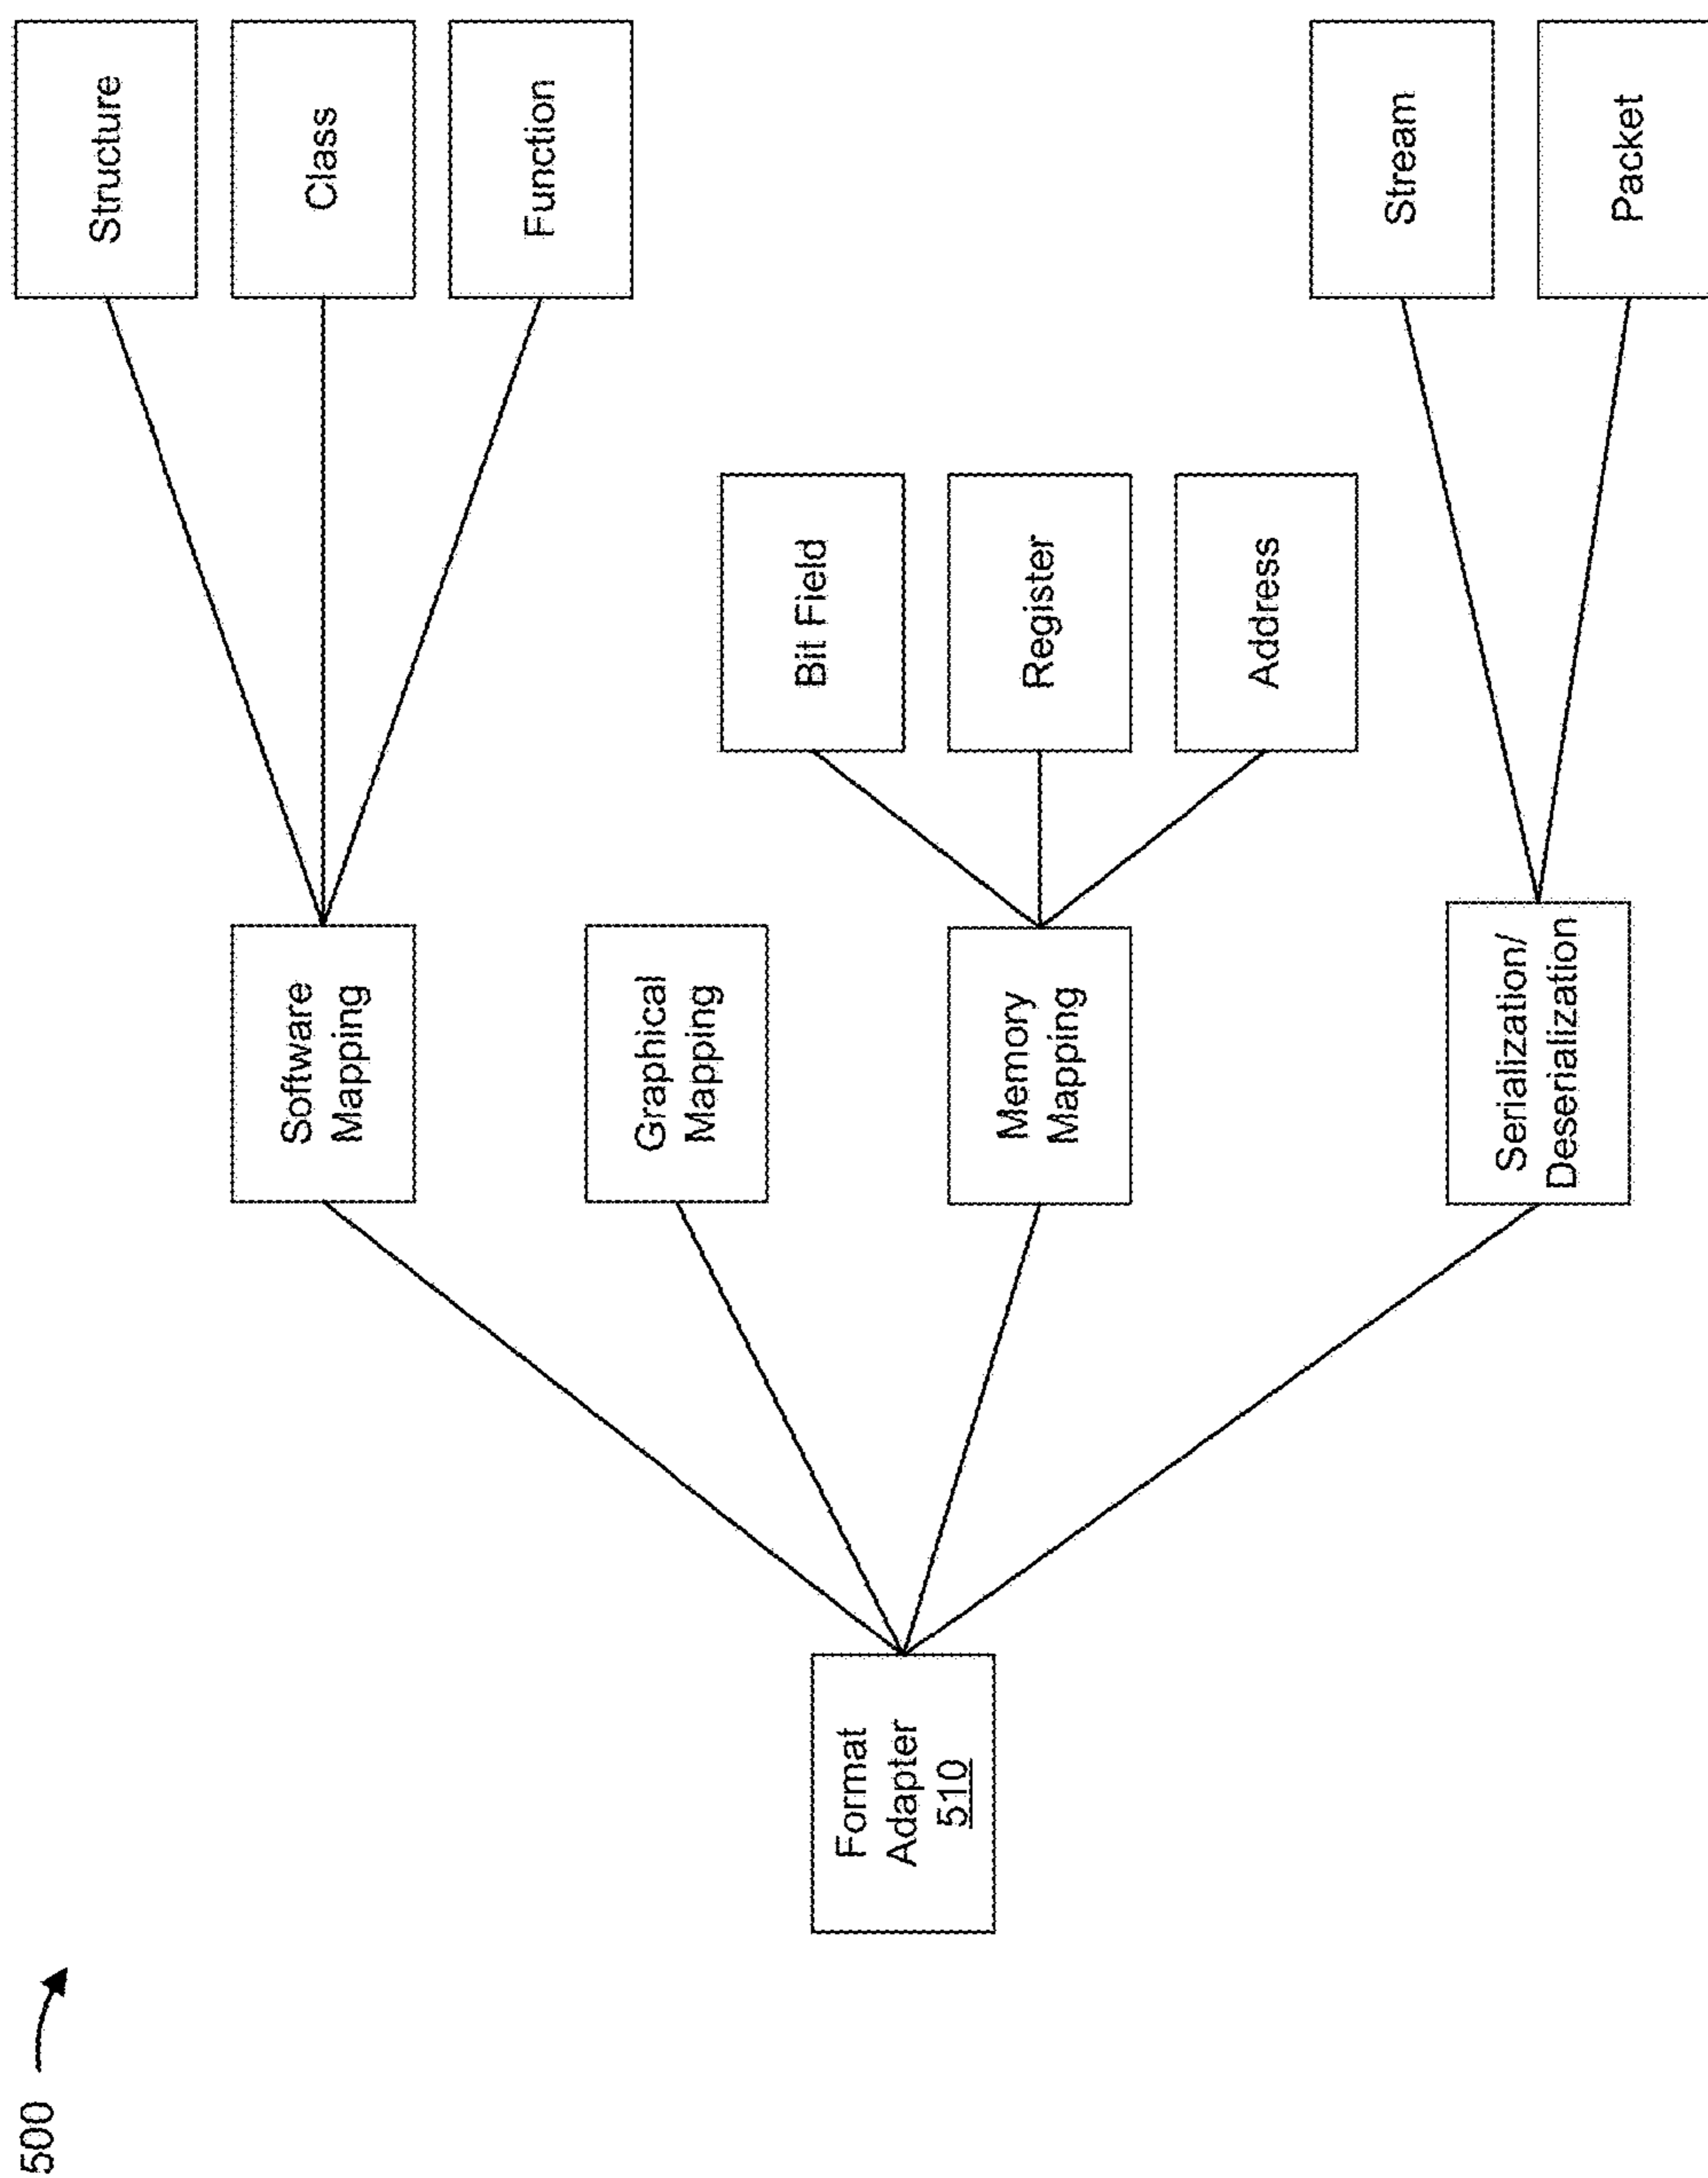 500
Format
Adapter
510
Software
Mapping
Graphical
Mapping
Memory
Mapping
Serialization/
Deserialization
Structure
Class
Function
Bit Field
Register
Address
Stream
Packet